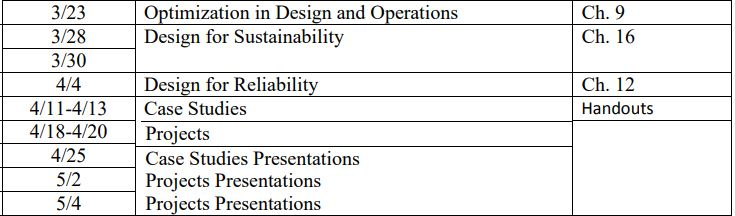 3/23 Optimization in Design and Operations Ch. 9
3/28 Design for Sustainability Ch. 16
3/30
4/4 Design for Reliability Ch. 12
4/11-4/13 Case Studies Handouts
4/18-4/20 Projects
4/25 Case Studies Presentations
5/2 Projects Presentations
5/4 Projects Presentations